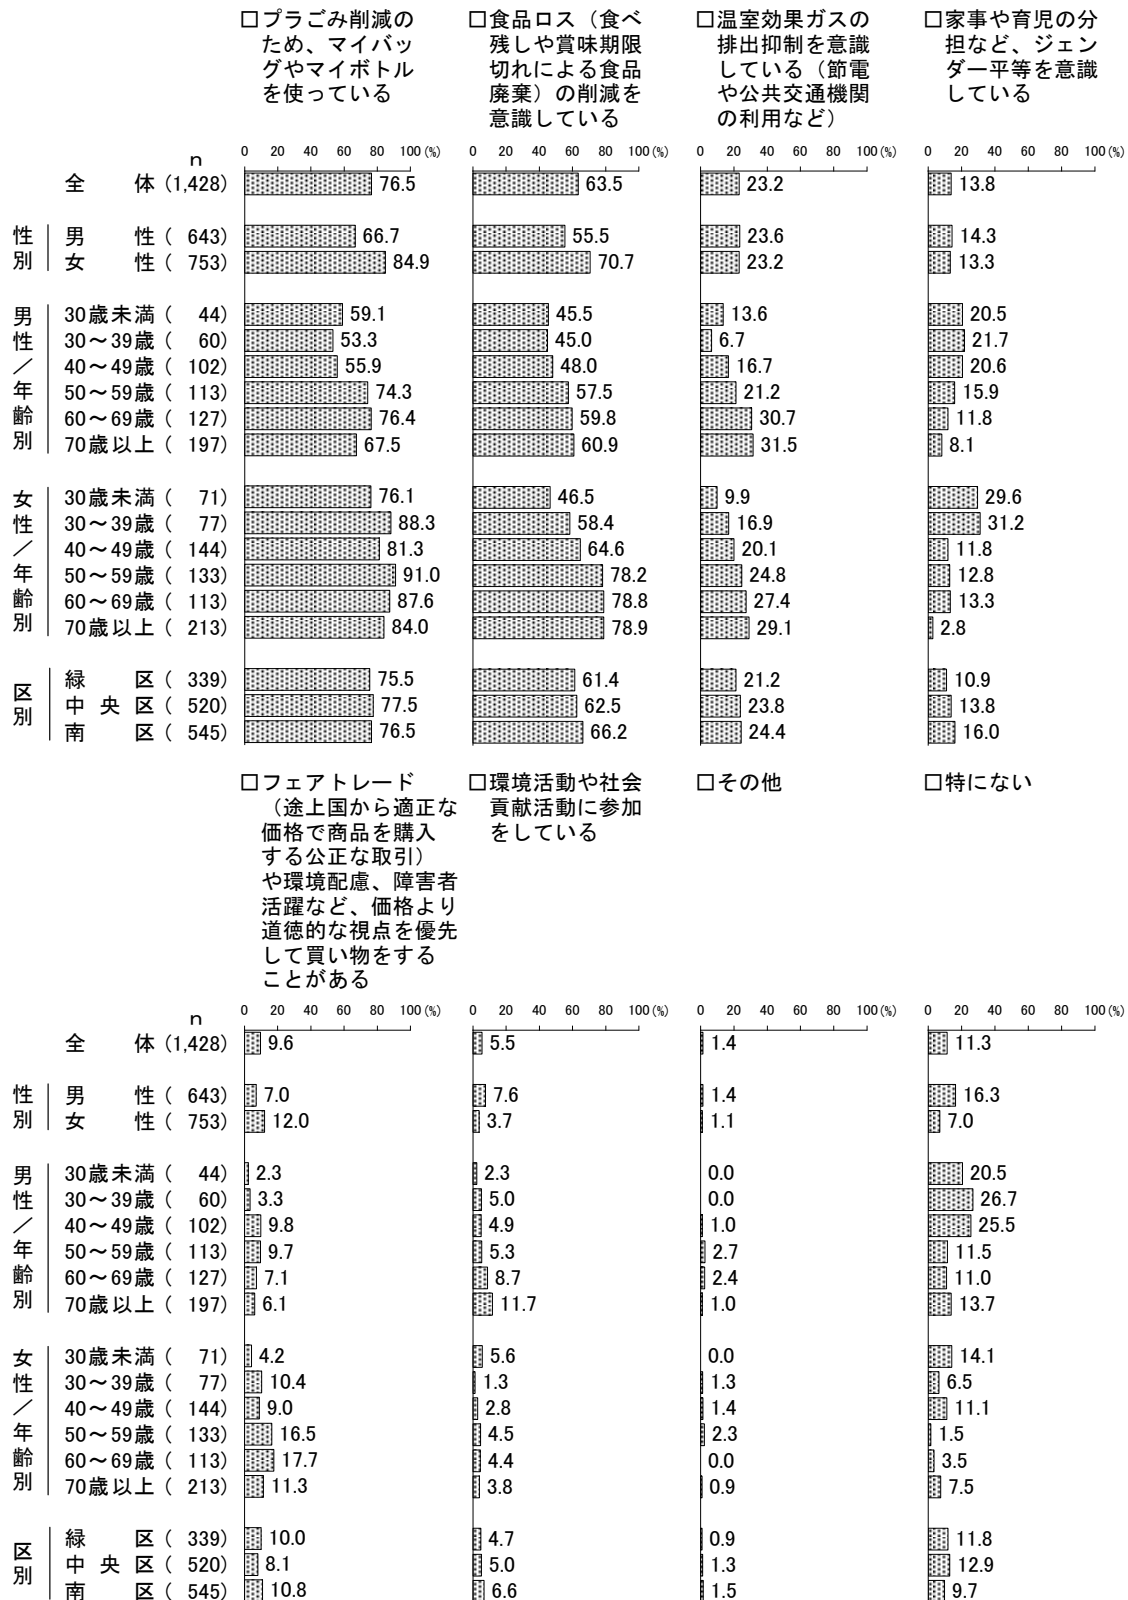 □プラごみ削減の
ため、マイバッ
グやマイボトル
を使っている
□食品ロス（食べ
残しや賞味期限
切れによる食品
廃棄）の削減を
意識している
□温室効果ガスの
排出抑制を意識
している（節電
や公共交通機関
の利用など）
□家事や育児の分
担など、ジェン
ダー平等を意識
している
n 0 20 40 60 80 100(%) 0 20 40 60 80 100(%) 0 20 40 60 80 100(%) 0 20 40 60 80 100(%)
全体(1,428) 76.5 63.5 23.2 13.8
性別
男性( 643) 66.7 55.5 23.6 14.3
女性( 753) 84.9 70.7 23.2 13.3
男性／年齢別
30歳未満( 44) 59.1 45.5 13.6 20.5
30～39歳( 60) 53.3 45.0 6.7 21.7
40～49歳( 102) 55.9 48.0 16.7 20.6
50～59歳( 113) 74.3 57.5 21.2 15.9
60～69歳( 127) 76.4 59.8 30.7 11.8
70歳以上( 197) 67.5 60.9 31.5 8.1
女性／年齢別
30歳未満( 71) 76.1 46.5 9.9 29.6
30～39歳( 77) 88.3 58.4 16.9 31.2
40～49歳( 144) 81.3 64.6 20.1 11.8
50～59歳( 133) 91.0 78.2 24.8 12.8
60～69歳( 113) 87.6 78.8 27.4 13.3
70歳以上( 213) 84.0 78.9 29.1 2.8
区別
緑区( 339) 75.5 61.4 21.2 10.9
中央区( 520) 77.5 62.5 23.8 13.8
南区( 545) 76.5 66.2 24.4 16.0
□フェアトレード
（途上国から適正な
価格で商品を購入
する公正な取引）
や環境配慮、障害者
活躍など、価格より
道徳的な視点を優先
して買い物をする
ことがある
□環境活動や社会
貢献活動に参加
をしている
□その他
□特にない
n 0 20 40 60 80 100(%) 0 20 40 60 80 100(%) 0 20 40 60 80 100(%) 0 20 40 60 80 100(%)
全体(1,428) 9.6 5.5 1.4 11.3
性別
男性( 643) 7.0 7.6 1.4 16.3
女性( 753) 12.0 3.7 1.1 7.0
男性／年齢別
30歳未満( 44) 2.3 2.3 0.0 20.5
30～39歳( 60) 3.3 5.0 0.0 26.7
40～49歳( 102) 9.8 4.9 1.0 25.5
50～59歳( 113) 9.7 5.3 2.7 11.5
60～69歳( 127) 7.1 8.7 2.4 11.0
70歳以上( 197) 6.1 11.7 1.0 13.7
女性／年齢別
30歳未満( 71) 4.2 5.6 0.0 14.1
30～39歳( 77) 10.4 1.3 1.3 6.5
40～49歳( 144) 9.0 2.8 1.4 11.1
50～59歳( 133) 16.5 4.5 2.3 1.5
60～69歳( 113) 17.7 4.4 0.0 3.5
70歳以上( 213) 11.3 3.8 0.9 7.5
区別
緑区( 339) 10.0 4.7 0.9 11.8
中央区( 520) 8.1 5.0 1.3 12.9
南区( 545) 10.8 6.6 1.5 9.7